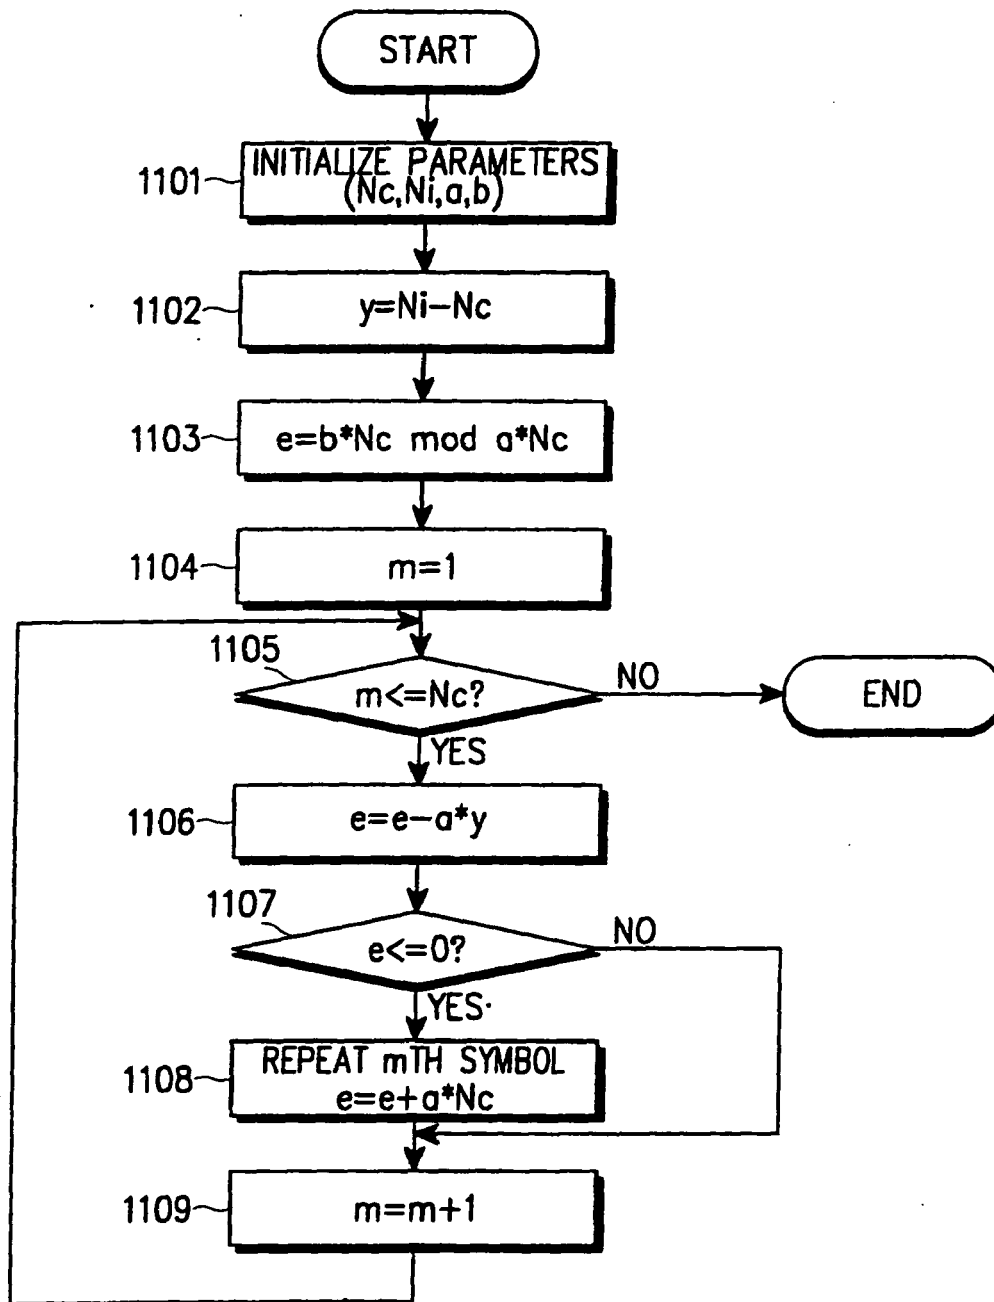 START
1101
INITIALIZE PARAMETERS
(Nc,Ni,a,b)
1102
y=Ni-Nc
1103
e=b*Nc mod a*Nc
1104
m=1
1105
m<=Nc?
NO
END
YES
1106
e=e-a*y
1107
e<=0?
NO
YES
1108
REPEAT mTH SYMBOL
e=e+a*Nc
1109
m=m+1